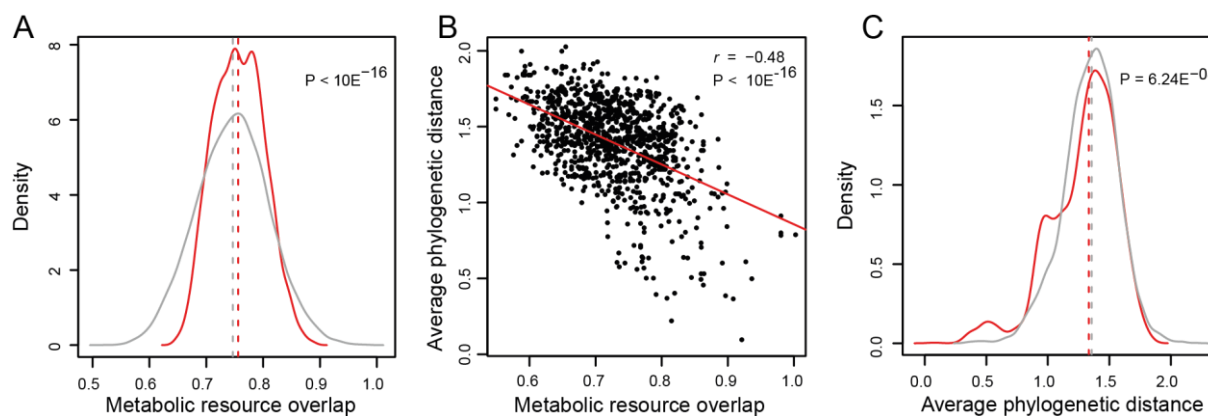 A
Density
0 2 4 6 8
P < 10E−16
0.5 0.6 0.7 0.8 0.9 1.0
Metabolic resource overlap
B
Average phylogenetic distance
0.0 0.5 1.0 1.5 2.0
r = −0.48
P < 10E−16
0.6 0.7 0.8 0.9 1.0
Metabolic resource overlap
C
Density
0.0 0.5 1.0 1.5
P = 6.24E−0
0.0 0.5 1.0 1.5 2.0
Average phylogenetic distance